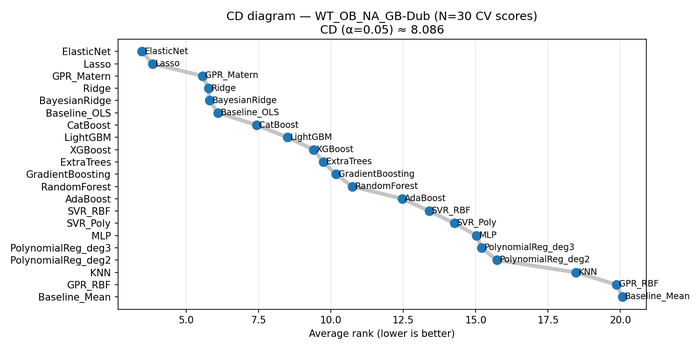 CD diagram — WT_OB_NA_GB-Dub (N=30 CV scores)
CD (α=0.05) ≈ 8.086
ElasticNet ElasticNet
Lasso Lasso
GPR_Matern GPR_Matern
Ridge Ridge
BayesianRidge BayesianRidge
Baseline_OLS Baseline_OLS
CatBoost CatBoost
LightGBM LightGBM
XGBoost XGBoost
ExtraTrees ExtraTrees
GradientBoosting GradientBoosting
RandomForest RandomForest
AdaBoost AdaBoost
SVR_RBF SVR_RBF
SVR_Poly SVR_Poly
MLP MLP
PolynomialReg_deg3 PolynomialReg_deg3
PolynomialReg_deg2 PolynomialReg_deg2
KNN KNN
GPR_RBF GPR_RBF
Baseline_Mean Baseline_Mean
5.0 7.5 10.0 12.5 15.0 17.5 20.0
Average rank (lower is better)